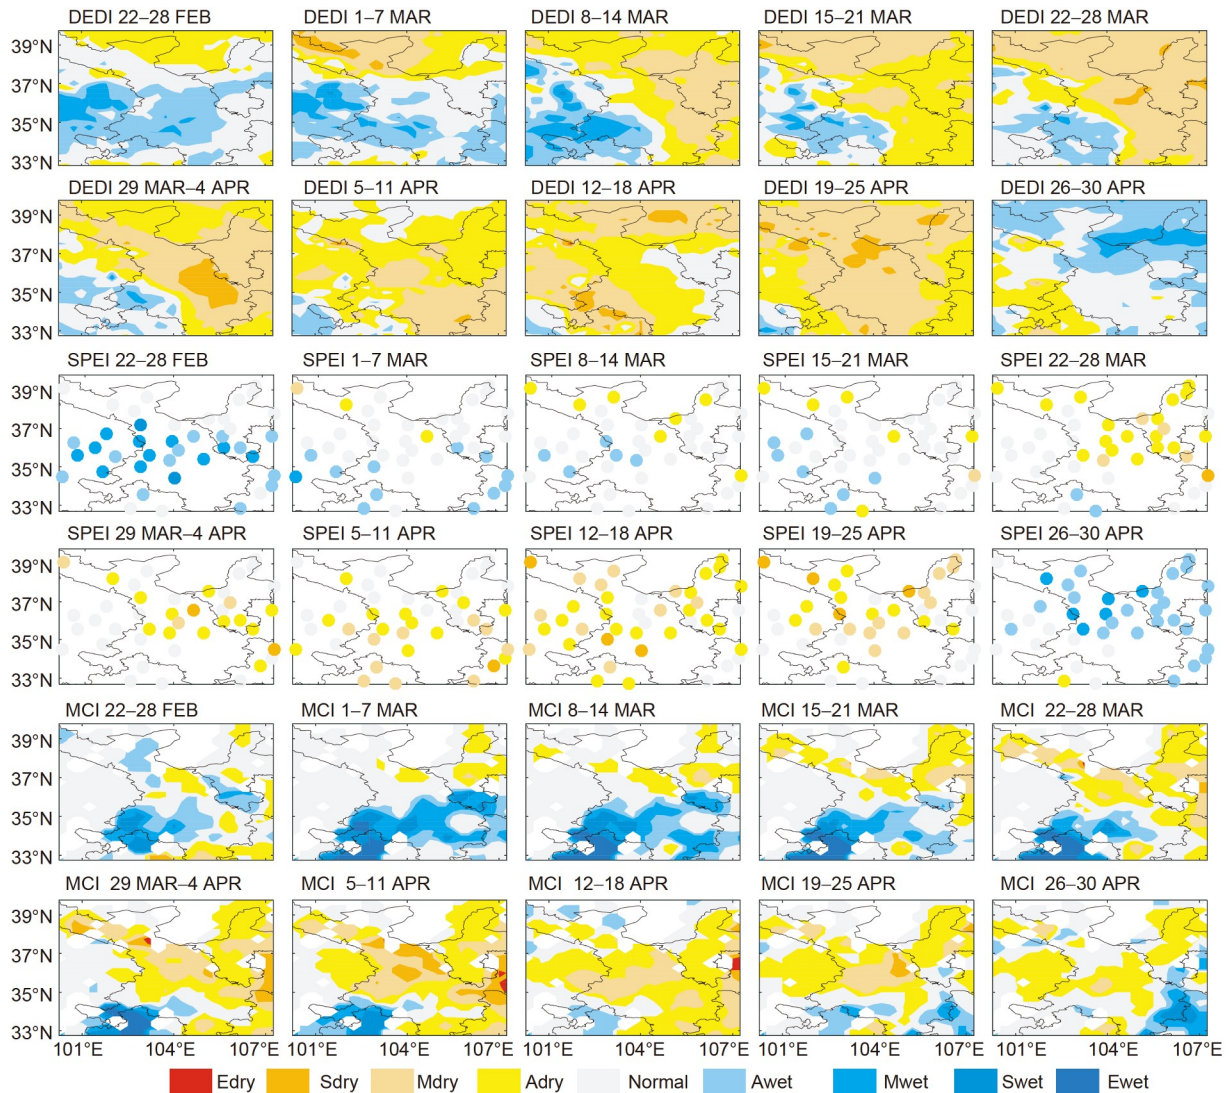 DEDI 22–28 FEB DEDI 1–7 MAR DEDI 8–14 MAR DEDI 15–21 MAR DEDI 22–28 MAR
39°N
37°N
35°N
33°N
DEDI 29 MAR–4 APR DEDI 5–11 APR DEDI 12–18 APR DEDI 19–25 APR DEDI 26–30 APR
39°N
37°N
35°N
33°N
SPEI 22–28 FEB SPEI 1–7 MAR SPEI 8–14 MAR SPEI 15–21 MAR SPEI 22–28 MAR
39°N
37°N
35°N
33°N
SPEI 29 MAR–4 APR SPEI 5–11 APR SPEI 12–18 APR SPEI 19–25 APR SPEI 26–30 APR
39°N
37°N
35°N
33°N
MCI 22–28 FEB MCI 1–7 MAR MCI 8–14 MAR MCI 15–21 MAR MCI 22–28 MAR
39°N
37°N
35°N
33°N
MCI 29 MAR–4 APR MCI 5–11 APR MCI 12–18 APR MCI 19–25 APR MCI 26–30 APR
39°N
37°N
35°N
33°N
101°E 104°E 107°E 101°E 104°E 107°E 101°E 104°E 107°E 101°E 104°E 107°E 101°E 104°E 107°E
Edry Sdry Mdry Adry Normal Awet Mwet Swet Ewet